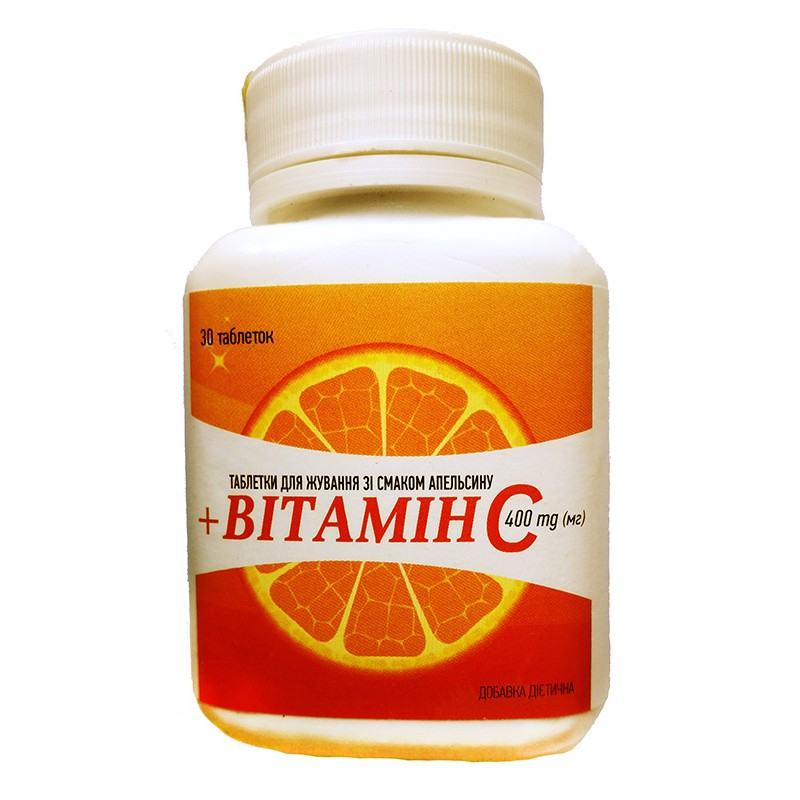 30 таблеток
ТАБЛЕТКИ ДЛЯ ЖУВАННЯ ЗІ СМАКОМ АПЕЛЬСИНУ
+ВІТАМІН С 400 mg (мг)
ДОБАВКА ДІЄТИЧНА